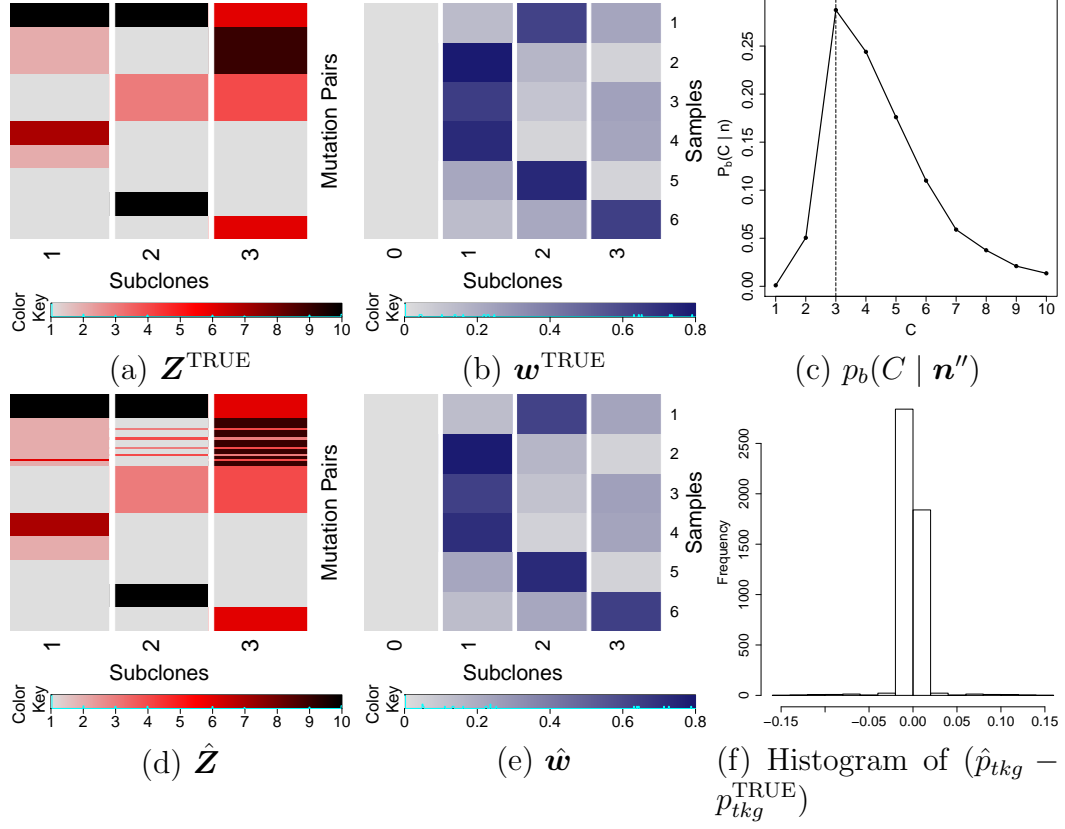 Mutation Pairs
1 2 3
Subclones
Color Key
1 2 3 4 5 6 7 8 9 10
(a) Z^TRUE
1
2
3
4
5
6
Samples
0 1 2 3
Subclones
Color Key
0 0.2 0.4 0.6 0.8
(b) w^TRUE
0.25
0.20
0.15
0.10
0.05
0.00
P_b(C | n)
1 2 3 4 5 6 7 8 9 10
C
(c) p_b(C | n'')
Mutation Pairs
1 2 3
Subclones
Color Key
1 2 3 4 5 6 7 8 9 10
(d) Ẑ
1
2
3
4
5
6
Samples
0 1 2 3
Subclones
Color Key
0 0.2 0.4 0.6 0.8
(e) ŵ
2500
2000
1500
1000
500
0
Frequency
−0.15 −0.05 0.00 0.05 0.10 0.15
(f) Histogram of (p̂_tkg −
p_tkg^TRUE)